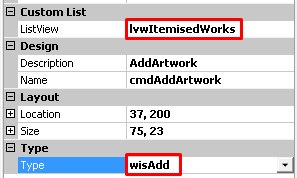 Custom List
ListView lvwItemisedWorks
Design
Description AddArtwork
Name cmdAddArtwork
Layout
Location 37, 200
Size 75, 23
Type
Type wisAdd